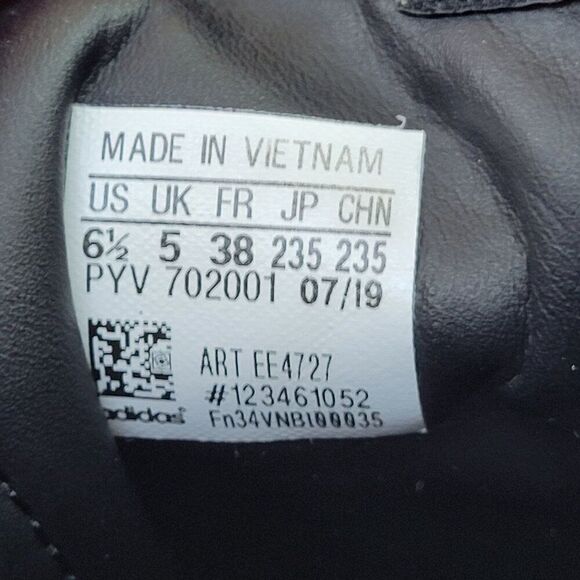 MADE IN VIETNAM
US UK FR JP CHN
6½ 5 38 235 235
PYV 702001 07/19
ART EE4727
#123461052
adidas Fn34VNBI00035